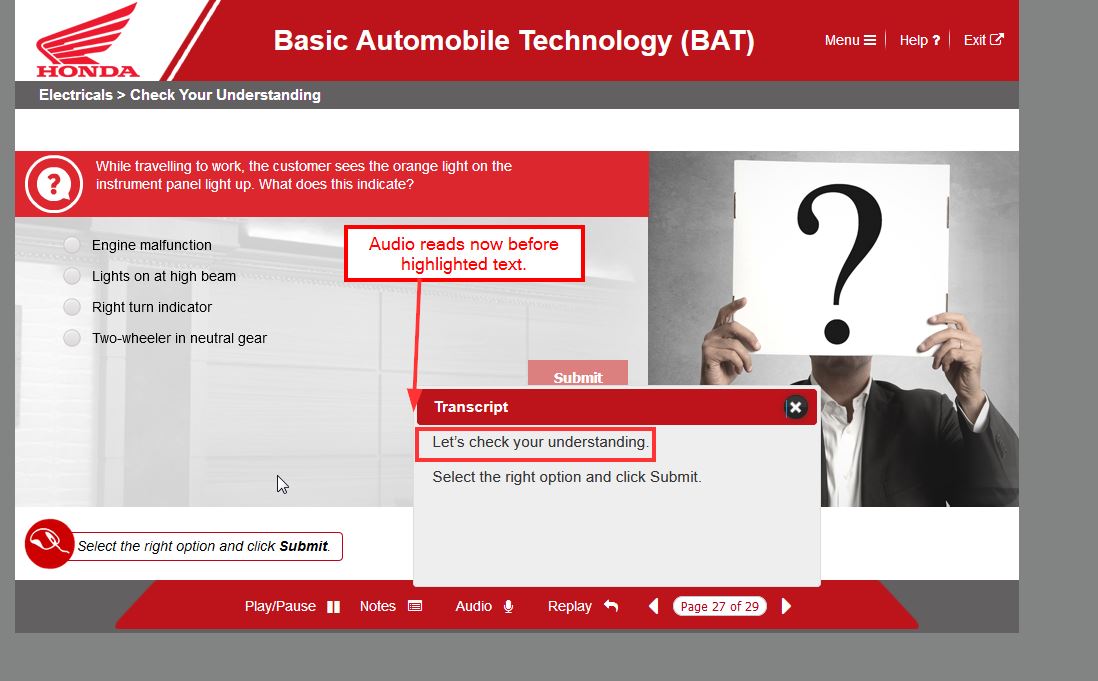 HONDA
Basic Automobile Technology (BAT)
Menu
Help ?
Exit
Electricals > Check Your Understanding
?
While travelling to work, the customer sees the orange light on the
instrument panel light up. What does this indicate?
?
Engine malfunction
Lights on at high beam
Right turn indicator
Two-wheeler in neutral gear
Audio reads now before
highlighted text.
Submit
Transcript
Let's check your understanding.
Select the right option and click Submit.
Select the right option and click Submit.
Play/Pause
Notes
Audio
Replay
Page 27 of 29